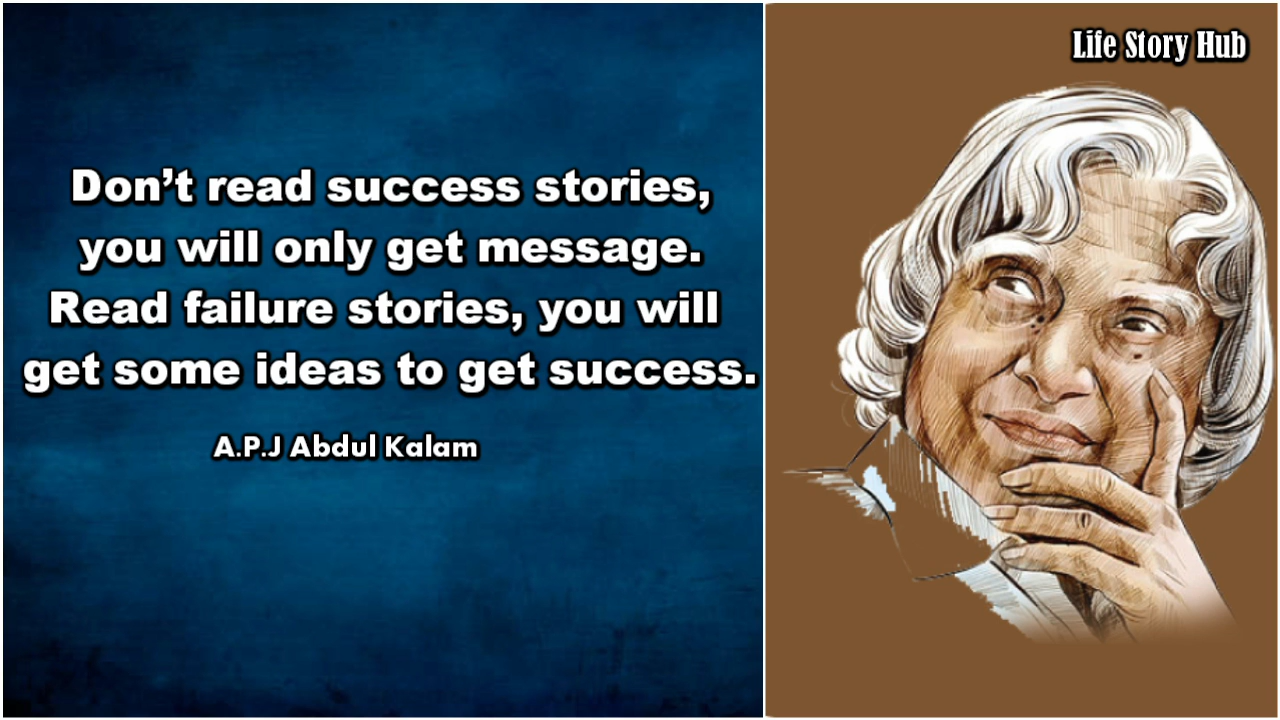 Life Story Hub
Don’t read success stories,
you will only get message.
Read failure stories, you will
get some ideas to get success.
A.P.J Abdul Kalam